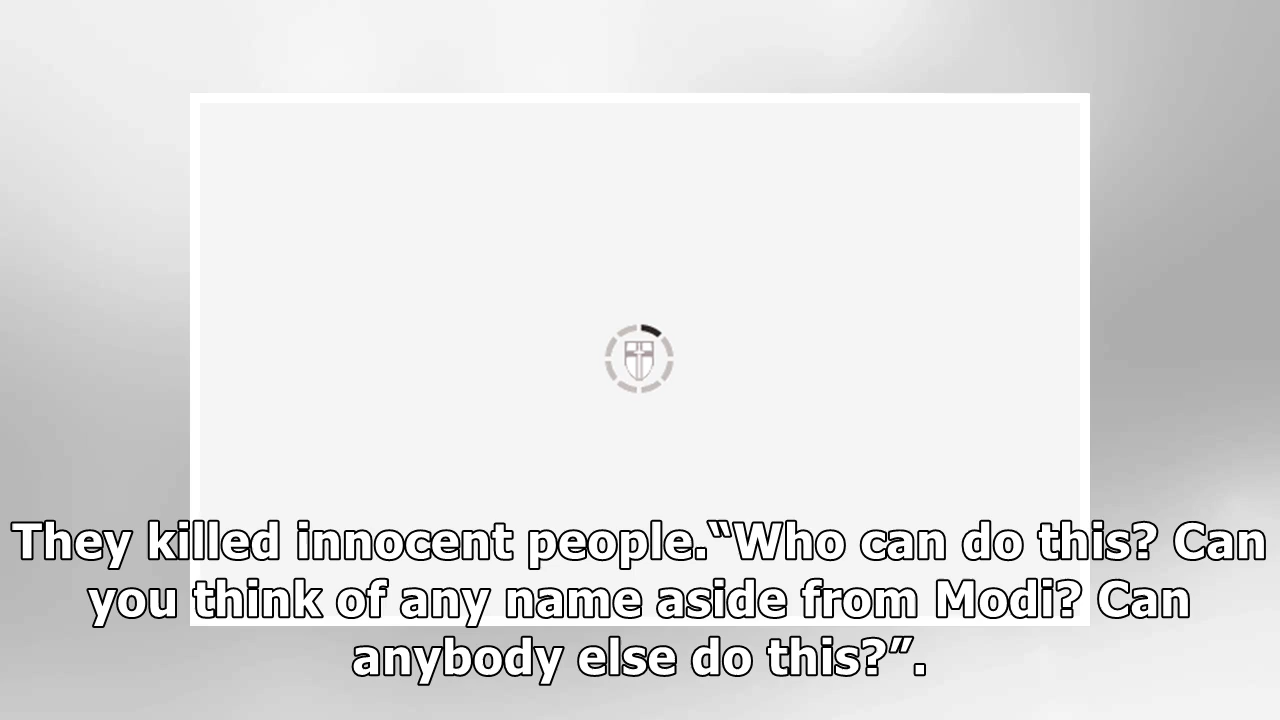 They killed innocent people.“Who can do this? Can
you think of any name aside from Modi? Can
anybody else do this?”.